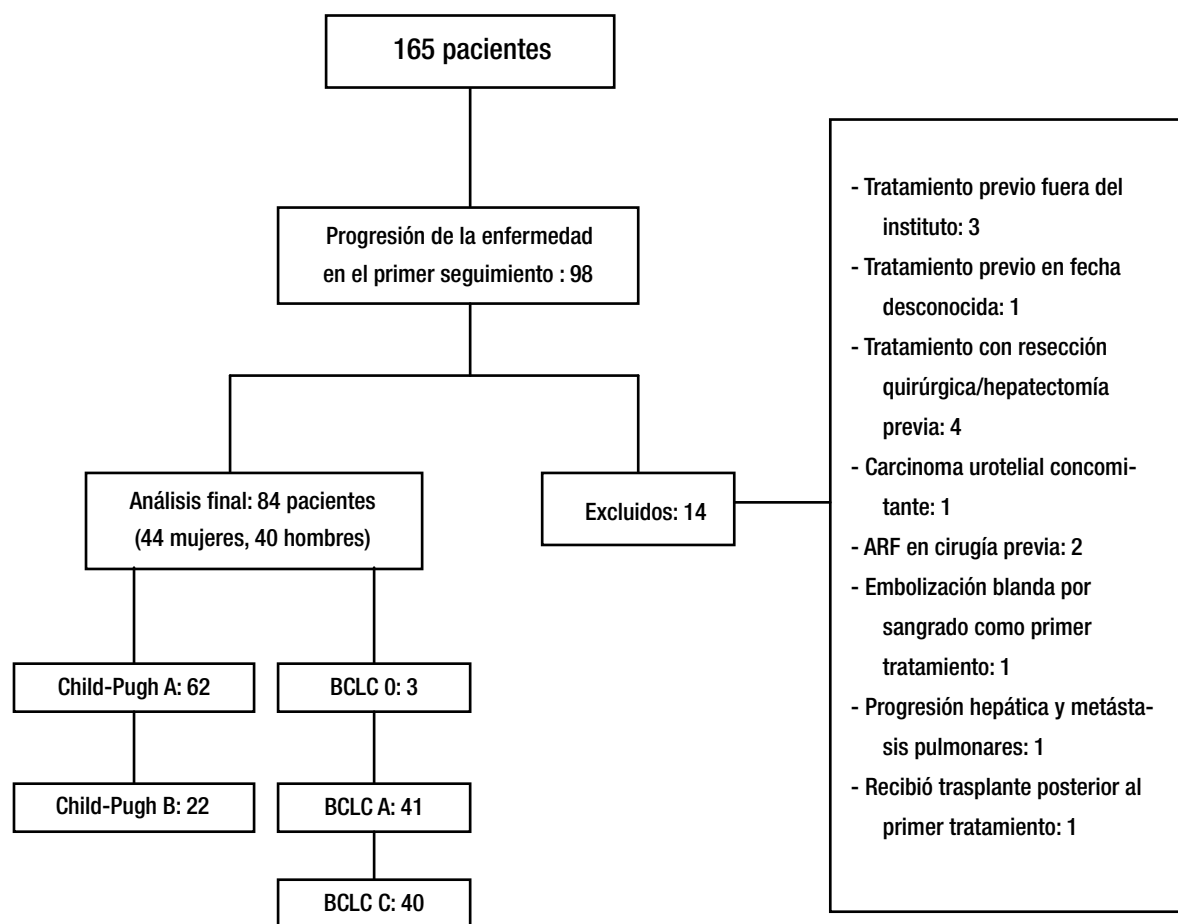 165 pacientes
Progresión de la enfermedad
en el primer seguimiento : 98
Análisis final: 84 pacientes
(44 mujeres, 40 hombres)
Excluidos: 14
- Tratamiento previo fuera del
instituto: 3
- Tratamiento previo en fecha
desconocida: 1
- Tratamiento con resección
quirúrgica/hepatectomía
previa: 4
- Carcinoma urotelial concomi-
tante: 1
- ARF en cirugía previa: 2
- Embolización blanda por
sangrado como primer
tratamiento: 1
- Progresión hepática y metásta-
sis pulmonares: 1
- Recibió trasplante posterior al
primer tratamiento: 1
Child-Pugh A: 62
Child-Pugh B: 22
BCLC 0: 3
BCLC A: 41
BCLC C: 40